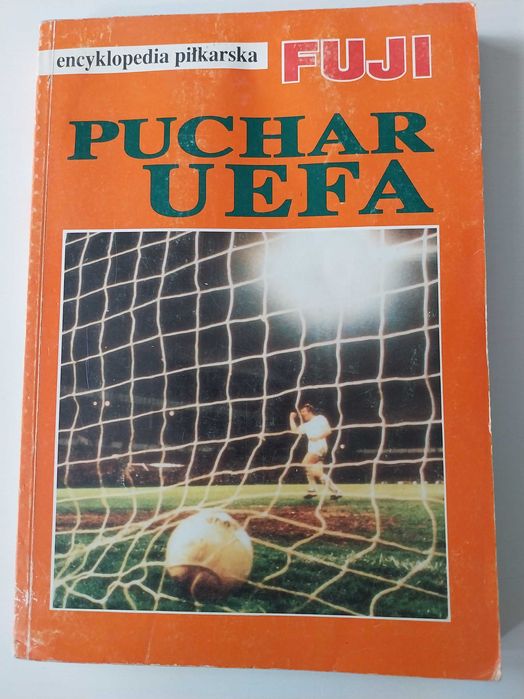 encyklopedia piłkarska
FUJI
PUCHAR
UEFA